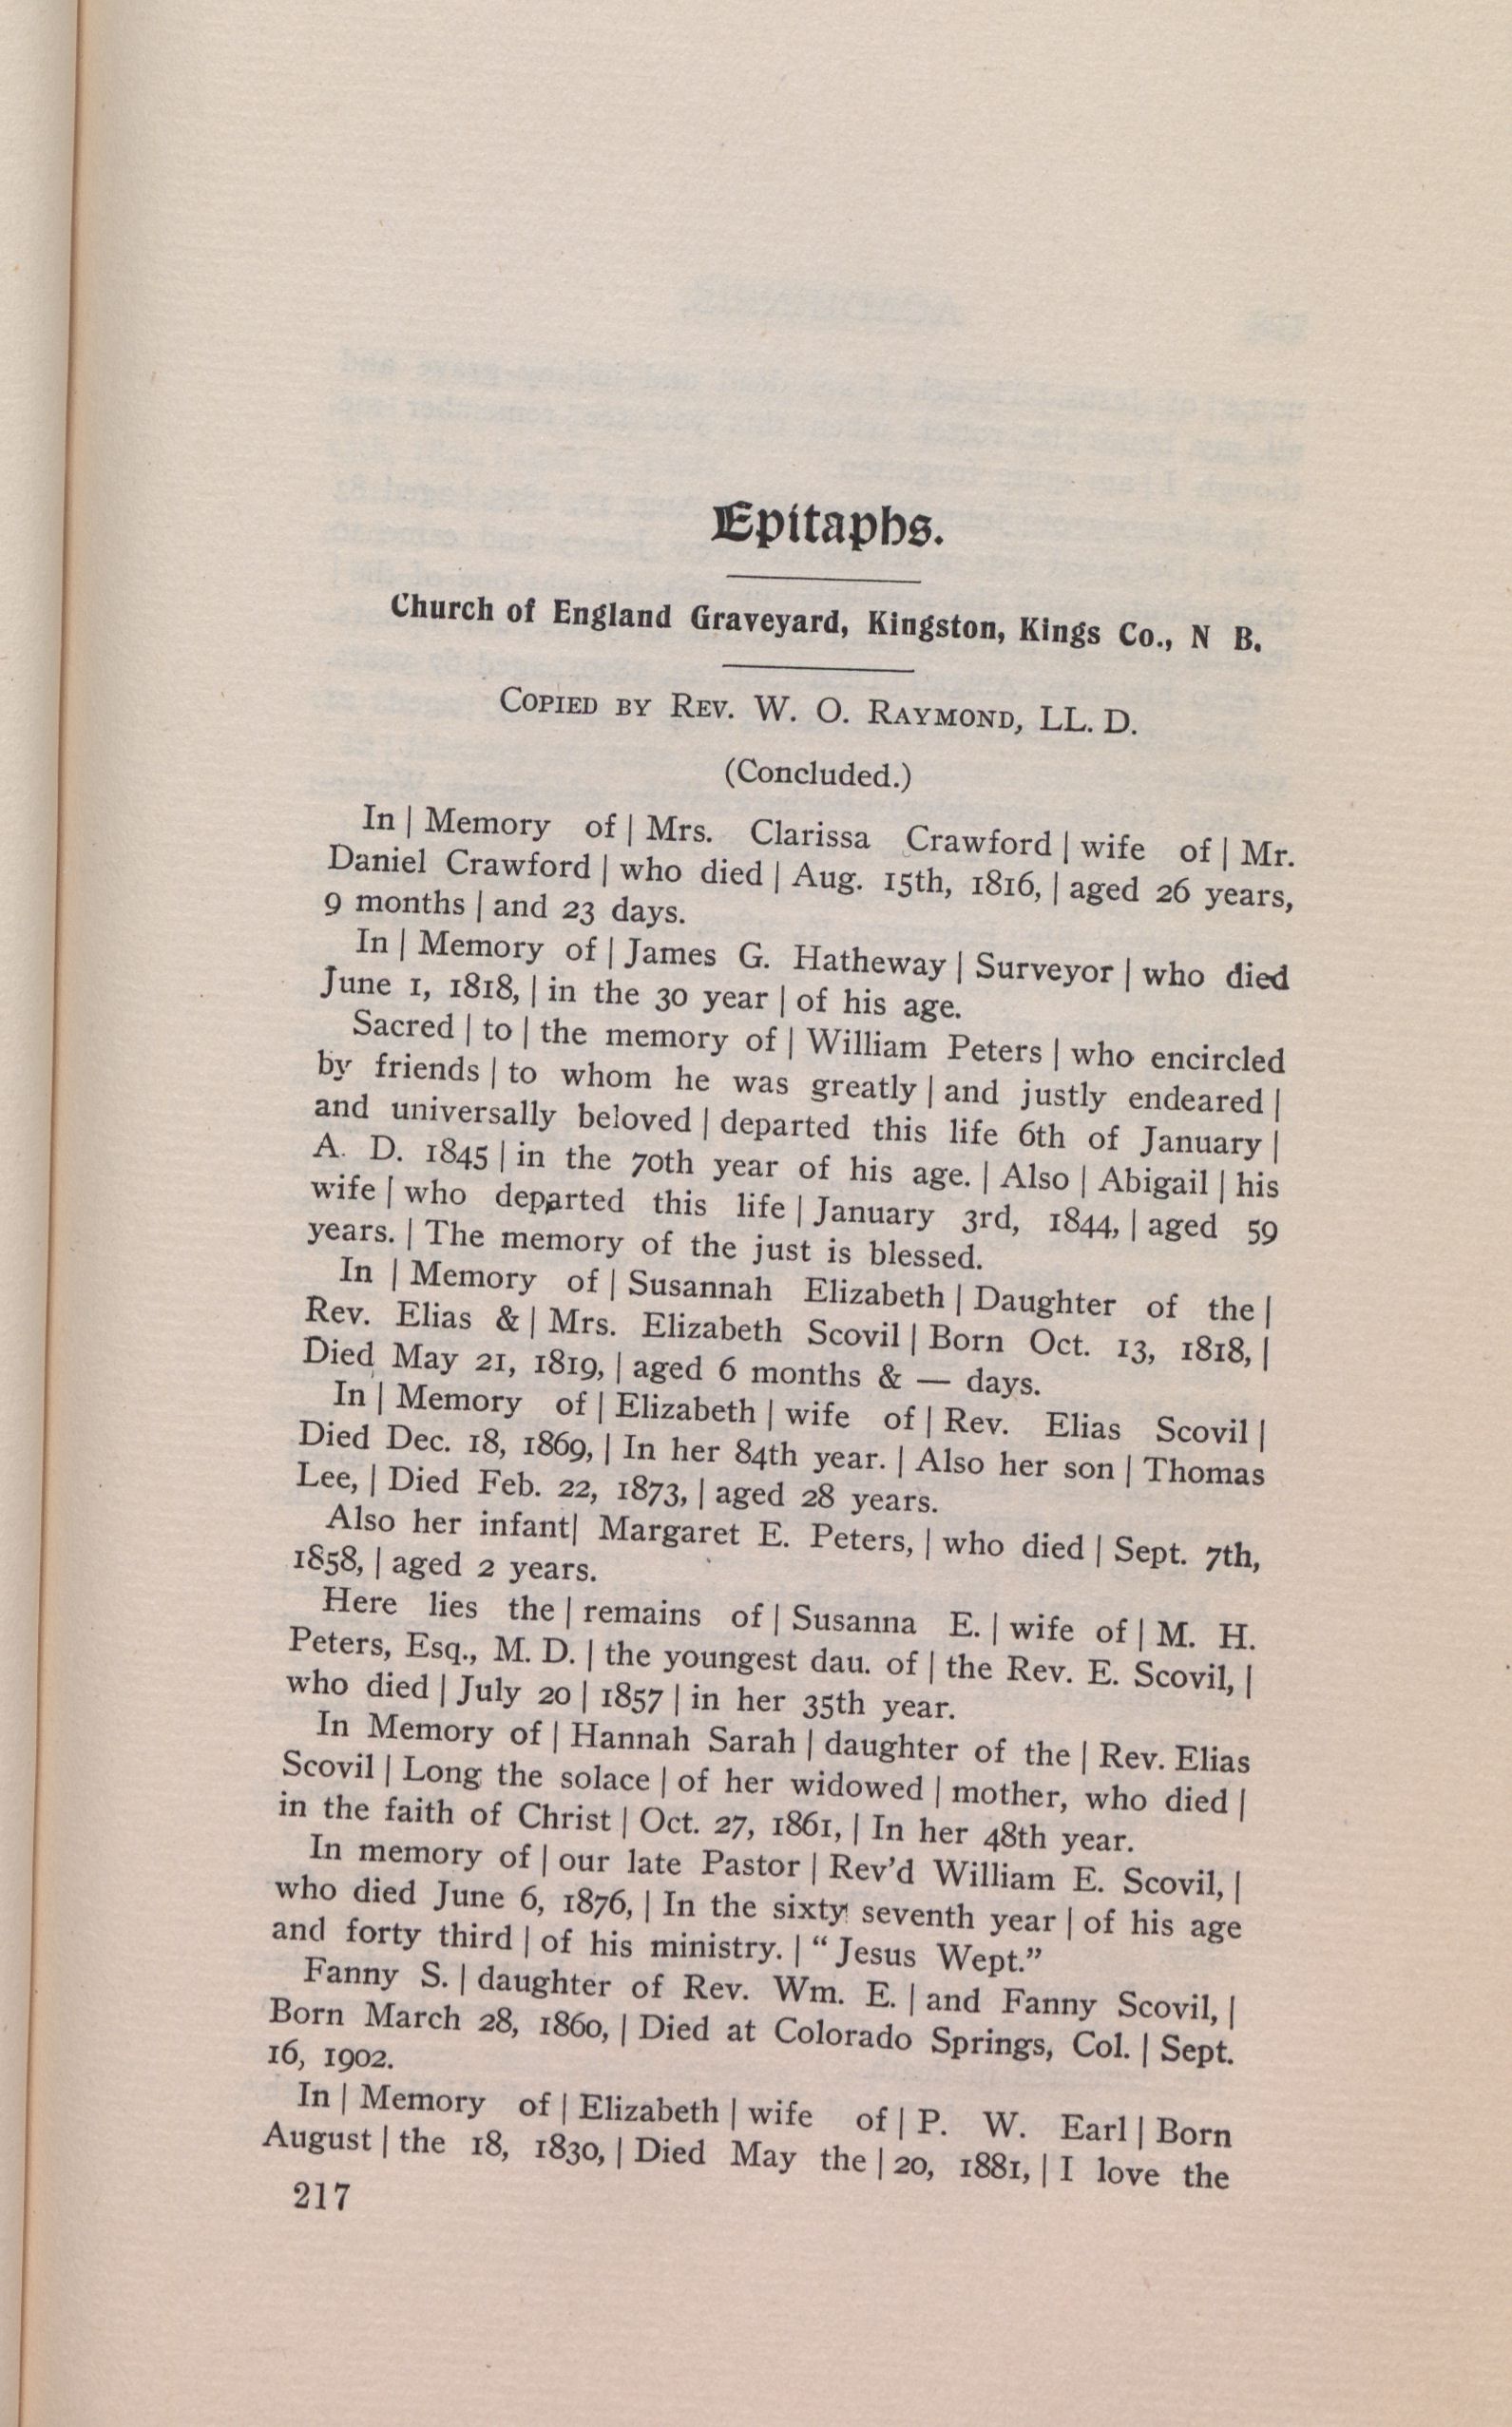 Epitaphs.
Church of England Graveyard, Kingston, Kings Co., N B.
COPIED BY REV. W. O. RAYMOND, LL. D.
(Concluded.)
In | Memory of | Mrs. Clarissa Crawford | wife of | Mr.
Daniel Crawford | who died | Aug. 15th, 1816, | aged 26 years,
9 months | and 23 days.
In | Memory of | James G. Hatheway | Surveyor | who died
June 1, 1818, | in the 30 year | of his age.
Sacred | to | the memory of | William Peters | who encircled
by friends | to whom he was greatly | and justly endeared |
and universally beloved | departed this life 6th of January |
A. D. 1845 | in the 70th year of his age. | Also | Abigail | his
wife | who departed this life | January 3rd, 1844, | aged 59
years. | The memory of the just is blessed.
In | Memory of | Susannah Elizabeth | Daughter of the |
Rev. Elias & | Mrs. Elizabeth Scovil | Born Oct. 13, 1818, |
Died May 21, 1819, | aged 6 months & — days.
In | Memory of | Elizabeth | wife of | Rev. Elias Scovil |
Died Dec. 18, 1869, | In her 84th year. | Also her son | Thomas
Lee, | Died Feb. 22, 1873, | aged 28 years.
Also her infant| Margaret E. Peters, | who died | Sept. 7th,
1858, | aged 2 years.
Here lies the | remains of | Susanna E. | wife of | M. H.
Peters, Esq., M. D. | the youngest dau. of | the Rev. E. Scovil, |
who died | July 20 | 1857 | in her 35th year.
In Memory of | Hannah Sarah | daughter of the | Rev. Elias
Scovil | Long the solace | of her widowed | mother, who died |
in the faith of Christ | Oct. 27, 1861, | In her 48th year.
In memory of | our late Pastor | Rev'd William E. Scovil, |
who died June 6, 1876, | In the sixty seventh year | of his age
and forty third | of his ministry. | “ Jesus Wept.”
Fanny S. | daughter of Rev. Wm. E. | and Fanny Scovil, |
Born March 28, 1860, | Died at Colorado Springs, Col. | Sept.
16, 1902.
In | Memory of | Elizabeth | wife of | P. W. Earl | Born
August | the 18, 1830, | Died May the | 20, 1881, | I love the
217